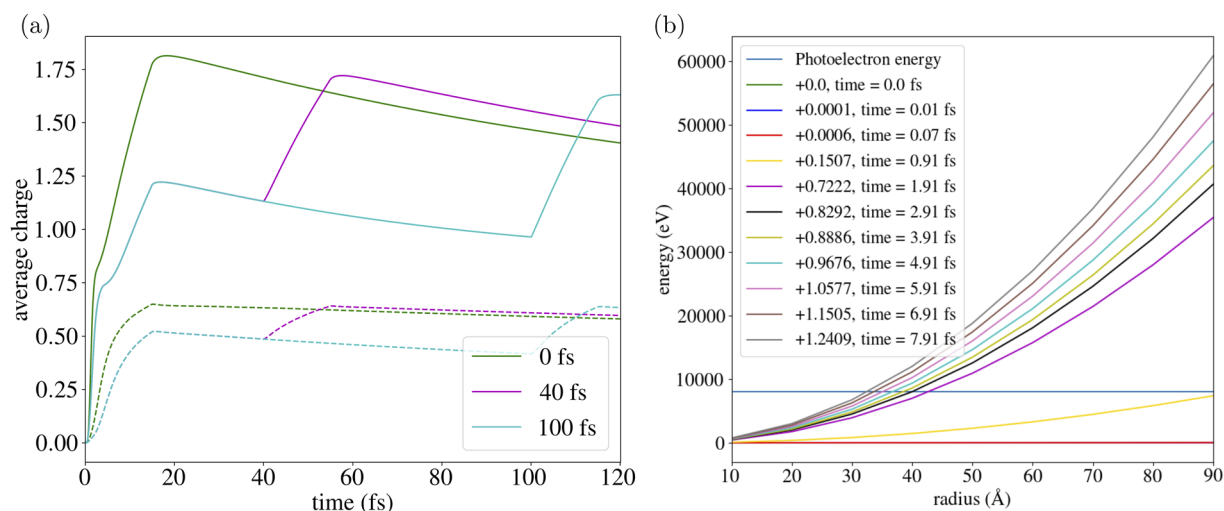 (a)
1.75
1.50
1.25
1.00
0.75
0.50
0.25
0.00
average charge
0 20 40 60 80 100 120
time (fs)
0 fs
40 fs
100 fs
(b)
60000
50000
40000
30000
20000
10000
0
energy (eV)
10 20 30 40 50 60 70 80 90
radius (Å)
Photoelectron energy
+0.0, time = 0.0 fs
+0.0001, time = 0.01 fs
+0.0006, time = 0.07 fs
+0.1507, time = 0.91 fs
+0.7222, time = 1.91 fs
+0.8292, time = 2.91 fs
+0.8886, time = 3.91 fs
+0.9676, time = 4.91 fs
+1.0577, time = 5.91 fs
+1.1505, time = 6.91 fs
+1.2409, time = 7.91 fs